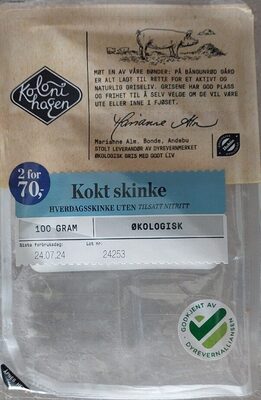 Kolonihagen
MØT EN AV VÅRE BØNDER: PÅ BÅNGUNRØD GÅRD
ER ALT LAGT TIL RETTE FOR ET AKTIVT OG
NATURLIG GRISELIV. GRISENE HAR GOD PLASS
OG FRIHET TIL Å SELV VELGE OM DE VIL VÆRE
UTE ELLER INNE I FJØSET.
Marianne Alm
Marianne Alm. Bonde, Andebu
STOLT LEVERANDØR AV DYREVERNMERKET
ØKOLOGISK GRIS MED GODT LIV
2 for
70,-
Kokt skinke
HVERDAGSSKINKE UTEN TILSATT NITRITT
100 GRAM
ØKOLOGISK
Siste forbruksdag:
Lot nr.
24.07.24
24253
GODKJENT AV
DYREVERNALLIANSEN